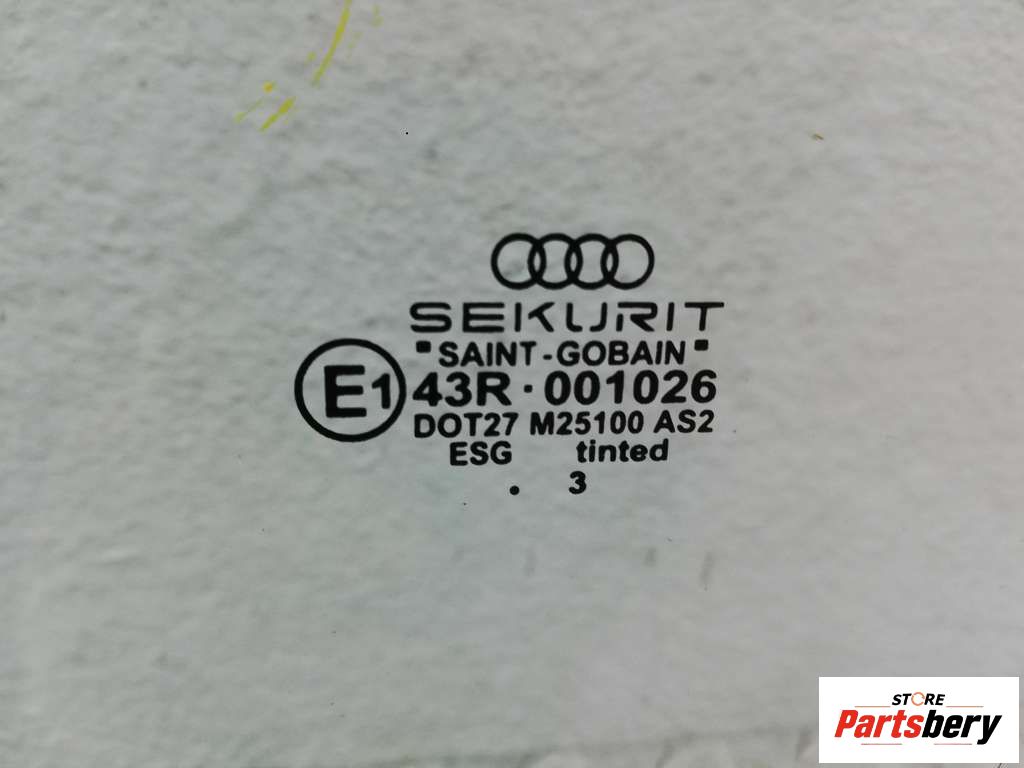 SEKURIT
"SAINT-GOBAIN"
E1 43R · 001026
DOT27 M25100 AS2
ESG tinted
. 3
STORE
Partsbery